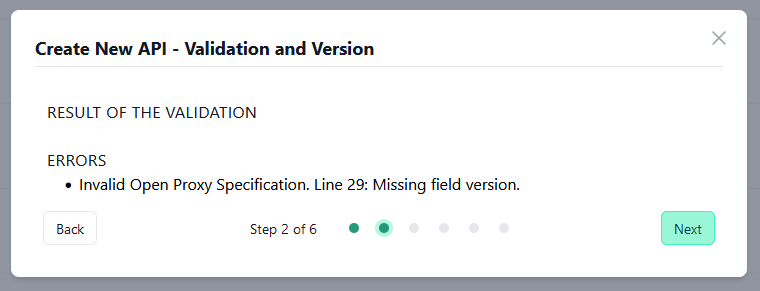 Create New API - Validation and Version
RESULT OF THE VALIDATION
ERRORS
• Invalid Open Proxy Specification. Line 29: Missing field version.
Back
Step 2 of 6
Next